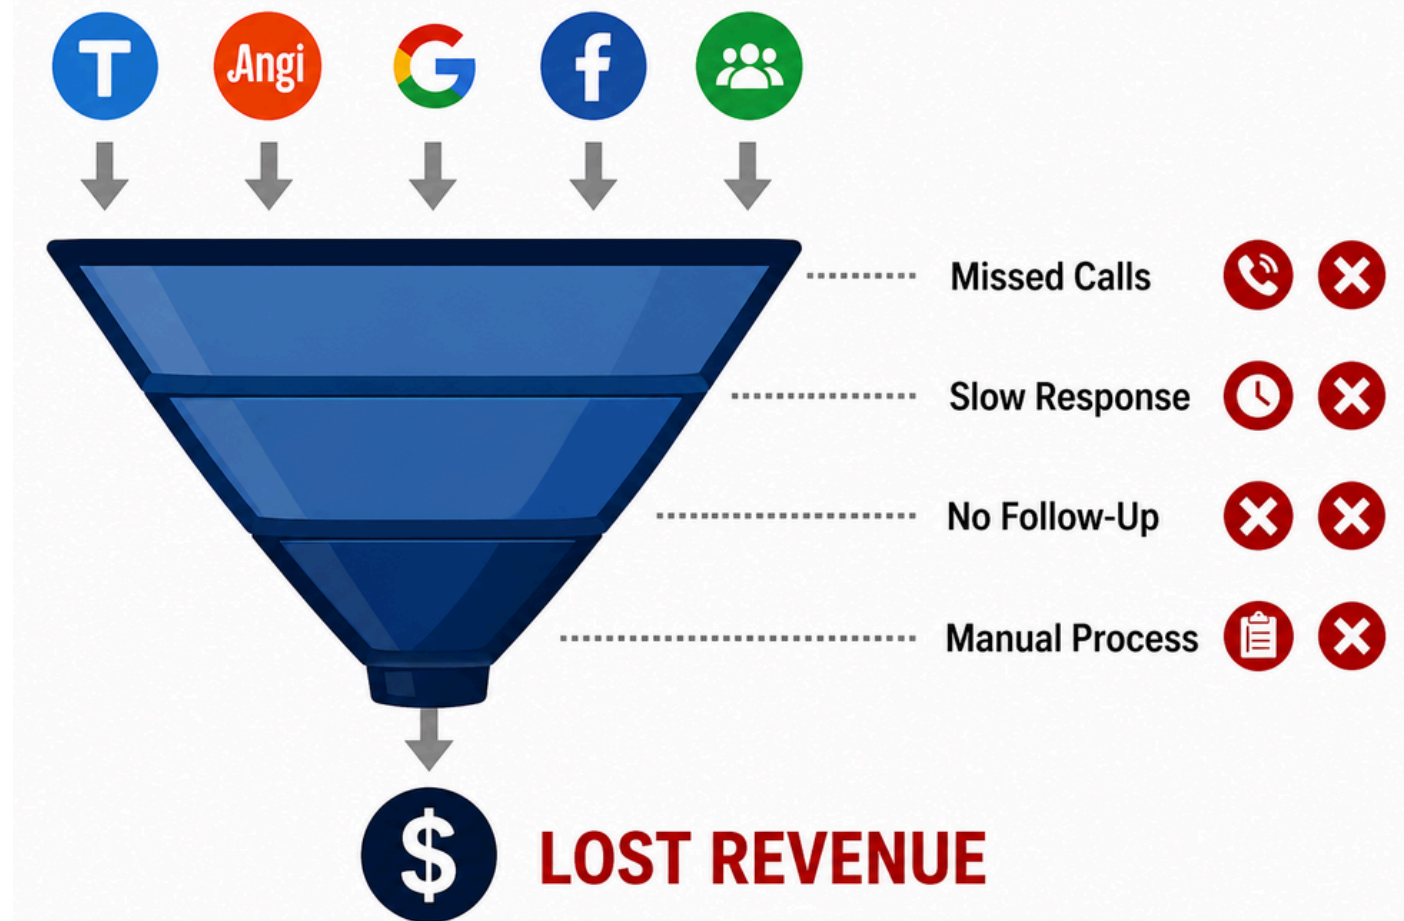 T
Angi
G
f
Missed Calls
Slow Response
No Follow-Up
Manual Process
$
LOST REVENUE